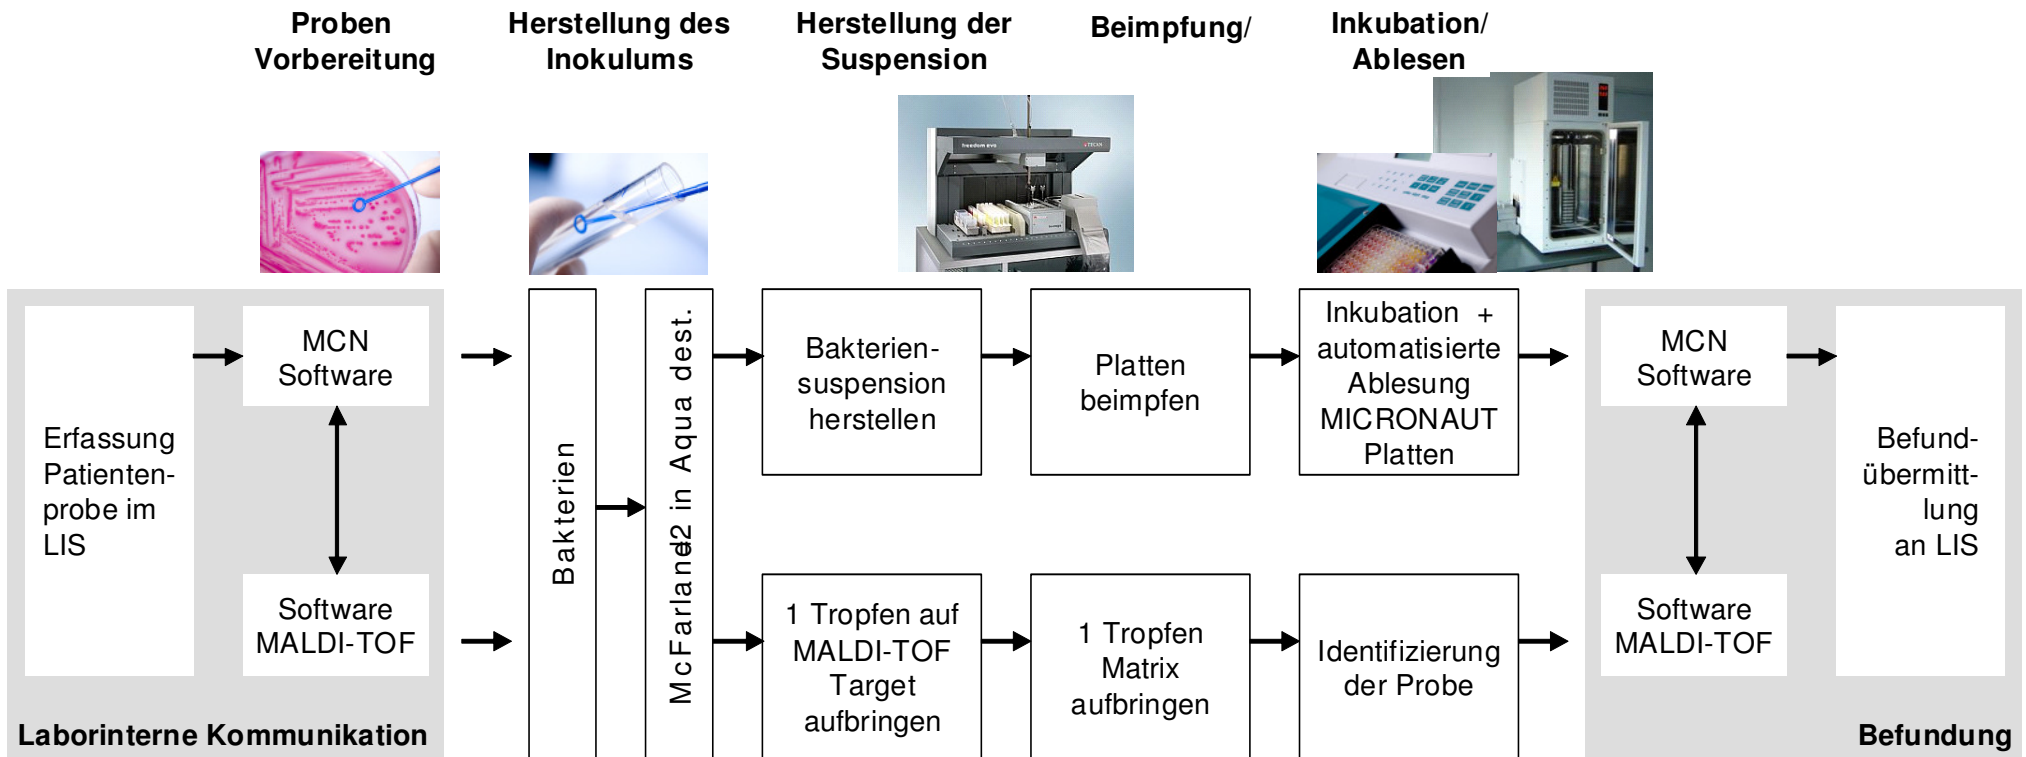 Proben
Vorbereitung
Herstellung des
Inokulums
Herstellung der
Suspension
Beimpfung/
Inkubation/
Ablesen
freedom evo
TECAN
Erfassung
Patienten-
probe im
LIS
MCN
Software
Software
MALDI-TOF
Laborinterne Kommunikation
Bakterien
McFarland 2 in Aqua dest.
Bakterien-
suspension
herstellen
Platten
beimpfen
Inkubation +
automatisierte
Ablesung
MICRONAUT
Platten
1 Tropfen auf
MALDI-TOF
Target
aufbringen
1 Tropfen
Matrix
aufbringen
Identifizierung
der Probe
MCN
Software
Software
MALDI-TOF
Befund-
übermitt-
lung
an LIS
Befundung